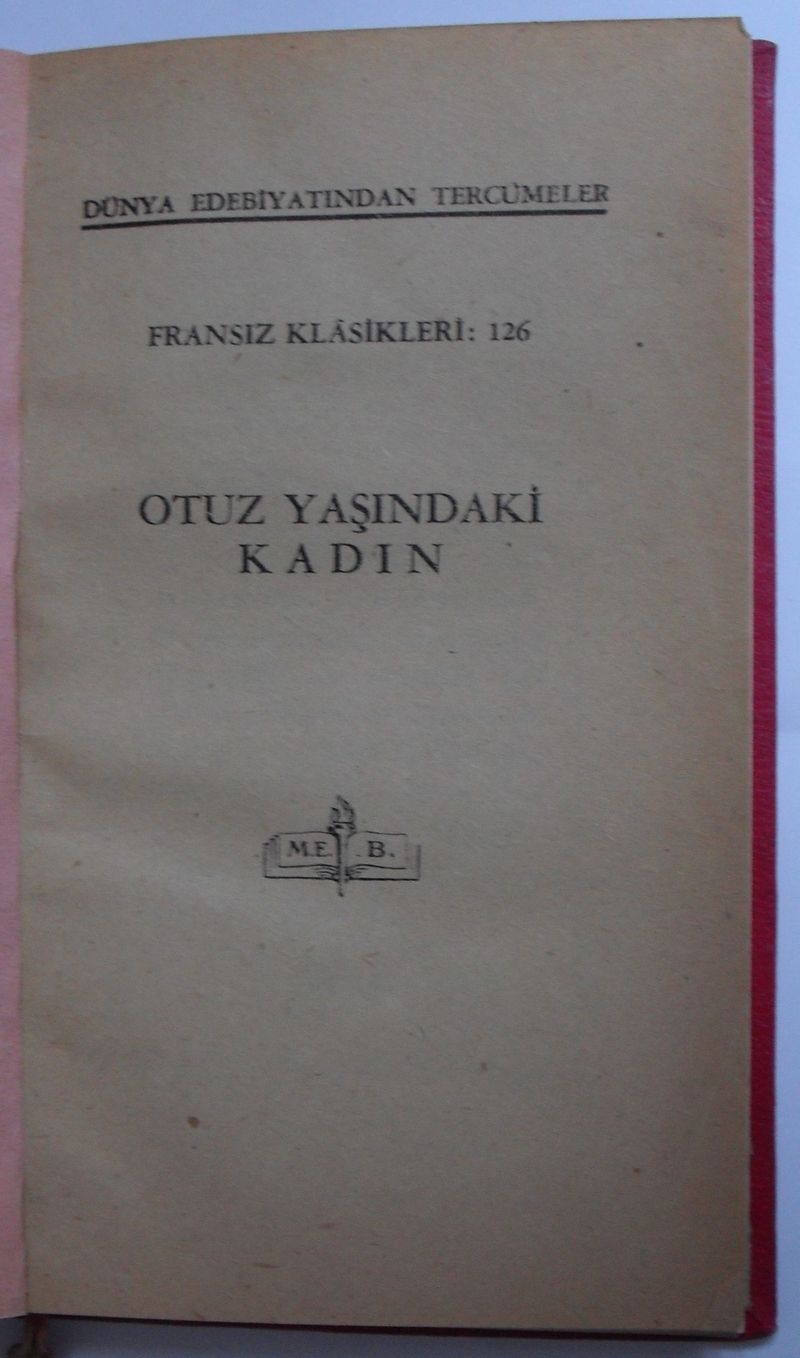 DÜNYA EDEBİYATINDAN TERCÜMELER
FRANSIZ KLÂSİKLERİ: 126
OTUZ YAŞINDAKİ
KADIN
M.E. B.